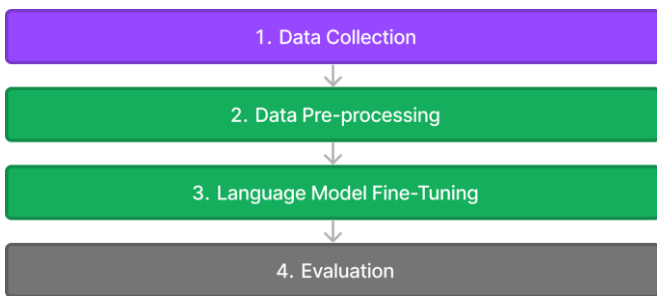 1. Data Collection
2. Data Pre-processing
3. Language Model Fine-Tuning
4. Evaluation